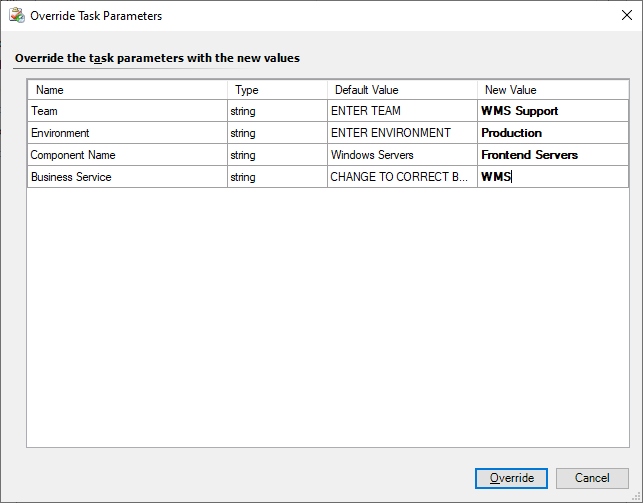 Override Task Parameters
Override the task parameters with the new values
Name Type Default Value New Value
Team string ENTER TEAM WMS Support
Environment string ENTER ENVIRONMENT Production
Component Name string Windows Servers Frontend Servers
Business Service string CHANGE TO CORRECT B... WMS
Override Cancel